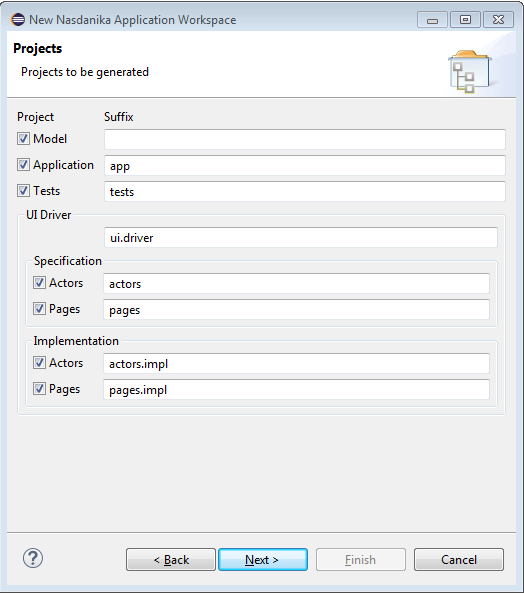 New Nasdanika Application Workspace
Projects
Projects to be generated
Project Suffix
Model
Application app
Tests tests
UI Driver
ui.driver
Specification
Actors actors
Pages pages
Implementation
Actors actors.impl
Pages pages.impl
? < Back Next > Finish Cancel